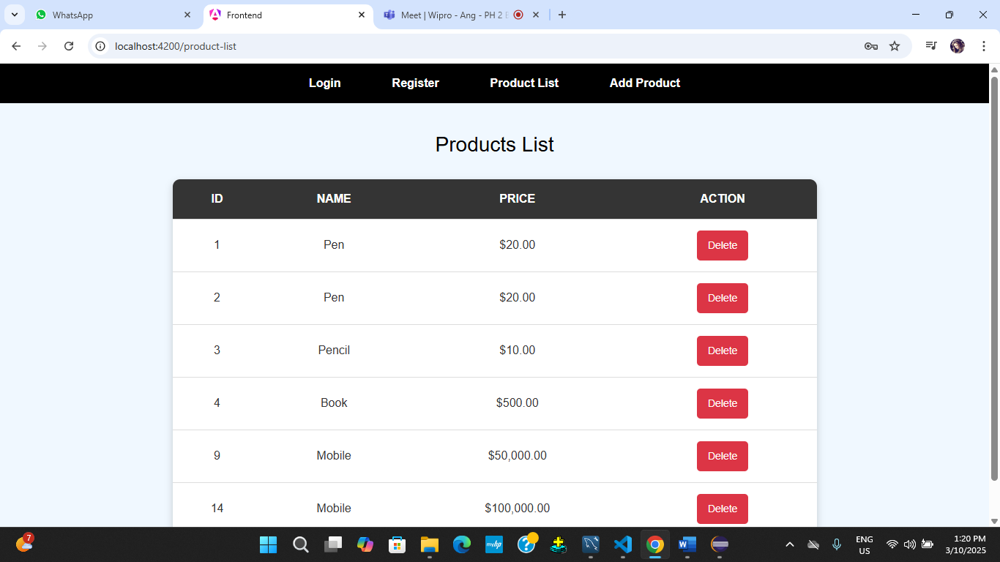 WhatsApp
Frontend
Meet | Wipro - Ang - PH 2
localhost:4200/product-list
Login Register Product List Add Product
Products List
ID NAME PRICE ACTION
1 Pen $20.00 Delete
2 Pen $20.00 Delete
3 Pencil $10.00 Delete
4 Book $500.00 Delete
9 Mobile $50,000.00 Delete
14 Mobile $100,000.00 Delete
7
myhp
ENG
US
1:20 PM
3/10/2025